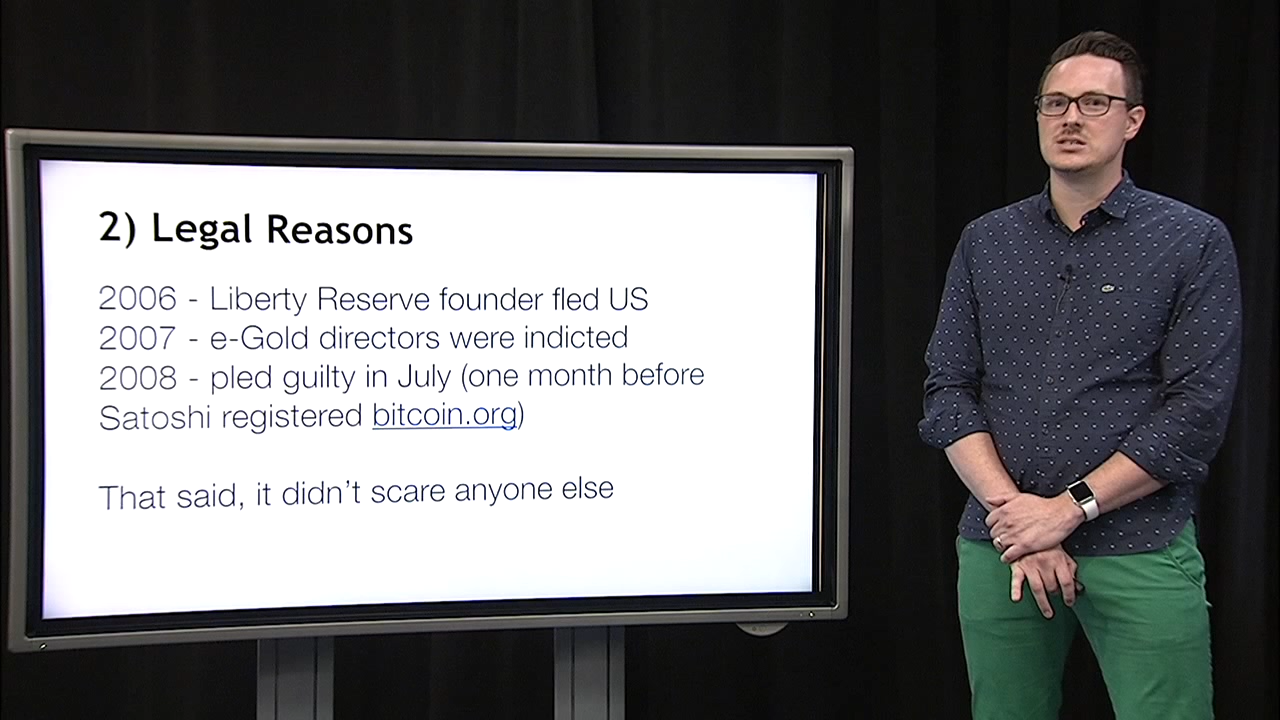 2) Legal Reasons
2006 - Liberty Reserve founder fled US
2007 - e-Gold directors were indicted
2008 - pled guilty in July (one month before
Satoshi registered bitcoin.org)
That said, it didn’t scare anyone else